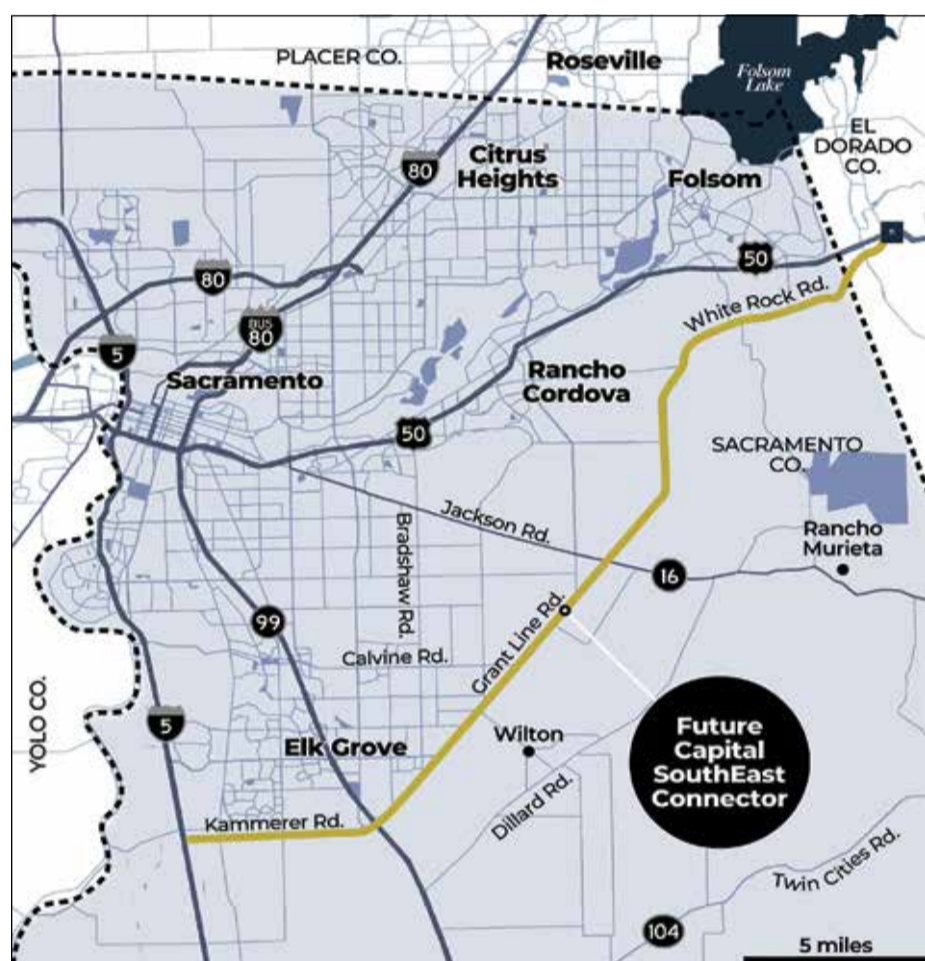 PLACER CO.
Roseville
Folsom
Lake
EL
DORADO
CO.
80
Citrus
Heights
Folsom
50
80
BUS
80
White Rock Rd.
5
Sacramento
Rancho
Cordova
50
SACRAMENTO
CO.
Jackson Rd.
Bradshaw Rd.
Rancho
Murieta
16
99
Grant Line Rd.
Calvine Rd.
YOLO CO.
5
Elk Grove
Wilton
Future
Capital
SouthEast
Connector
Kammerer Rd.
Dillard Rd.
Twin Cities Rd.
104
5 miles